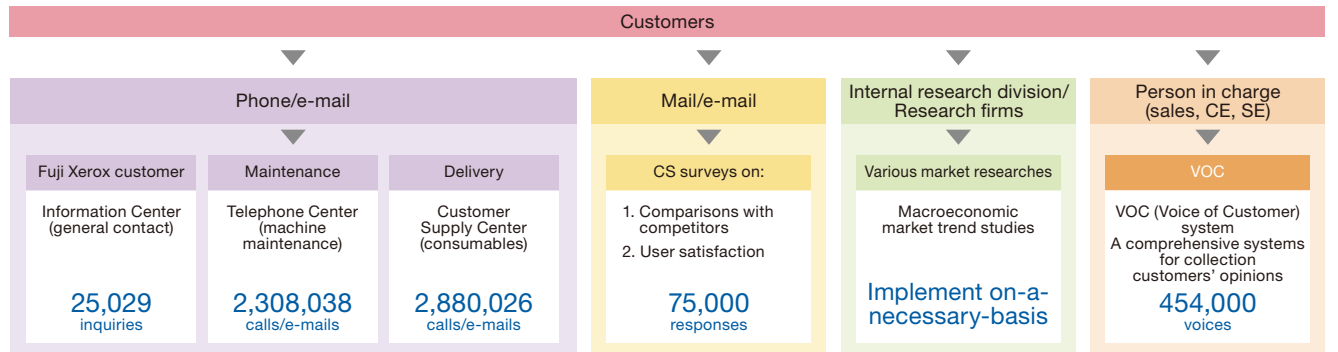 Customers
Phone/e-mail
Fuji Xerox customer
Information Center
(general contact)
25,029
inquiries
Maintenance
Telephone Center
(machine
maintenance)
2,308,038
calls/e-mails
Delivery
Customer
Supply Center
(consumables)
2,880,026
calls/e-mails
Mail/e-mail
CS surveys on:
1. Comparisons with
competitors
2. User satisfaction
75,000
responses
Internal research division/
Research firms
Various market researches
Macroeconomic
market trend studies
Implement on-a-
necessary-basis
Person in charge
(sales, CE, SE)
VOC
VOC (Voice of Customer)
system
A comprehensive systems
for collection
customers’ opinions
454,000
voices